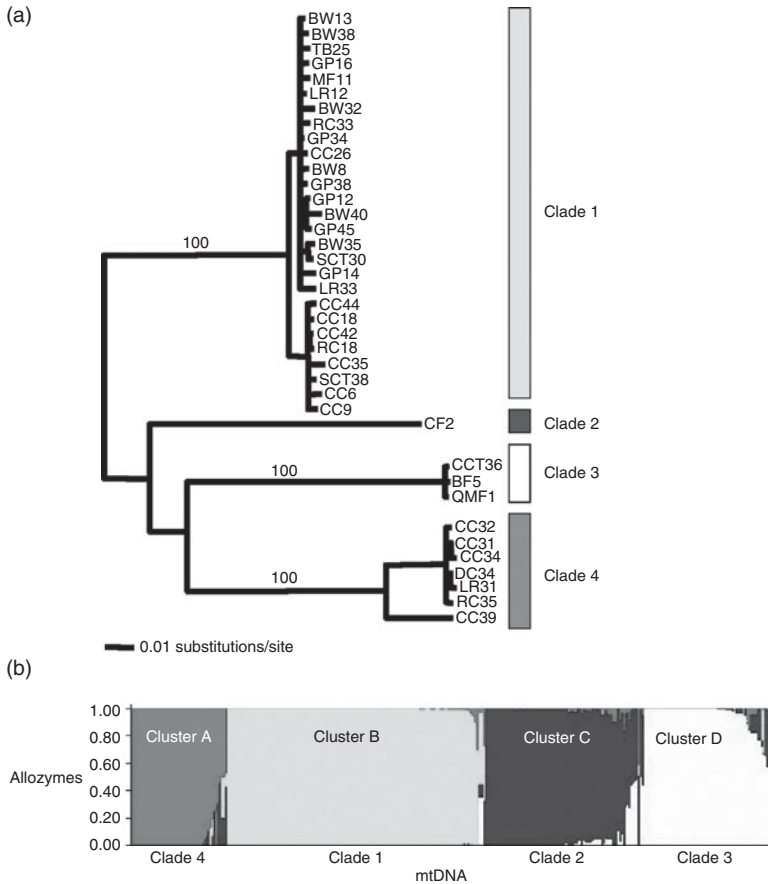 (a)
BW13
BW38
TB25
GP16
MF11
LR12
BW32
RC33
GP34
CC26
BW8
GP38
GP12
BW40
GP45
BW35
SCT30
GP14
LR33
CC44
CC18
CC42
RC18
CC35
SCT38
CC6
CC9
100
Clade 1
CF2
Clade 2
CCT36
BF5
QMF1
100
Clade 3
CC32
CC31
CC34
DC34
LR31
RC35
CC39
100
Clade 4
0.01 substitutions/site
(b)
1.00
0.80
0.60
0.40
0.20
0.00
Allozymes
Cluster A
Cluster B
Cluster C
Cluster D
Clade 4
Clade 1
Clade 2
Clade 3
mtDNA